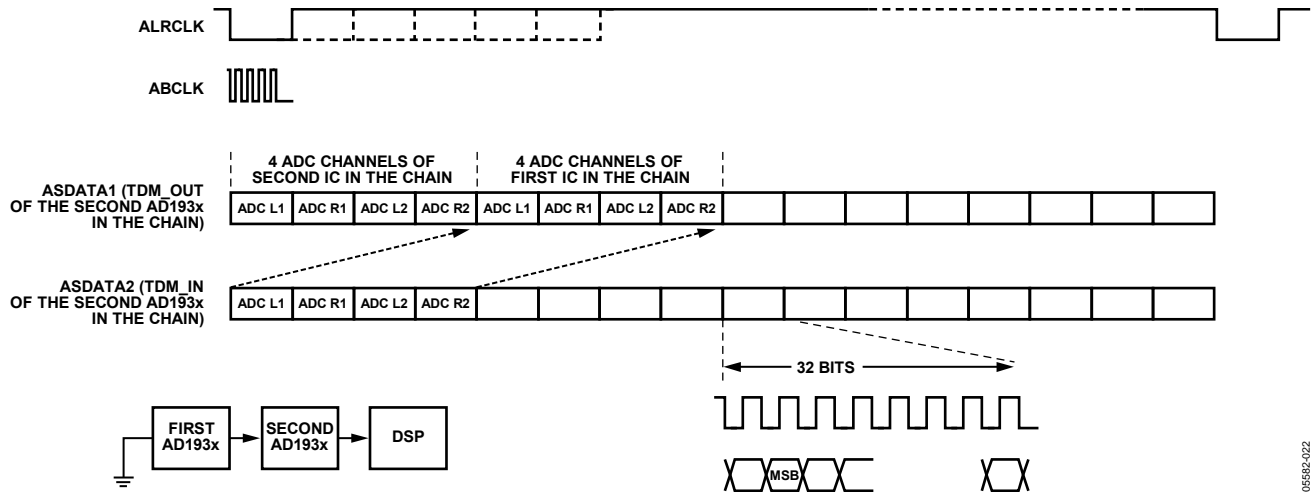 ALRCLK
ABCLK
4 ADC CHANNELS OF
SECOND IC IN THE CHAIN
4 ADC CHANNELS OF
FIRST IC IN THE CHAIN
ASDATA1 (TDM_OUT
OF THE SECOND AD193x
IN THE CHAIN)
ADC L1 ADC R1 ADC L2 ADC R2 ADC L1 ADC R1 ADC L2 ADC R2
ASDATA2 (TDM_IN
OF THE SECOND AD193x
IN THE CHAIN)
ADC L1 ADC R1 ADC L2 ADC R2
32 BITS
FIRST
AD193x
SECOND
AD193x
DSP
MSB
05582-022